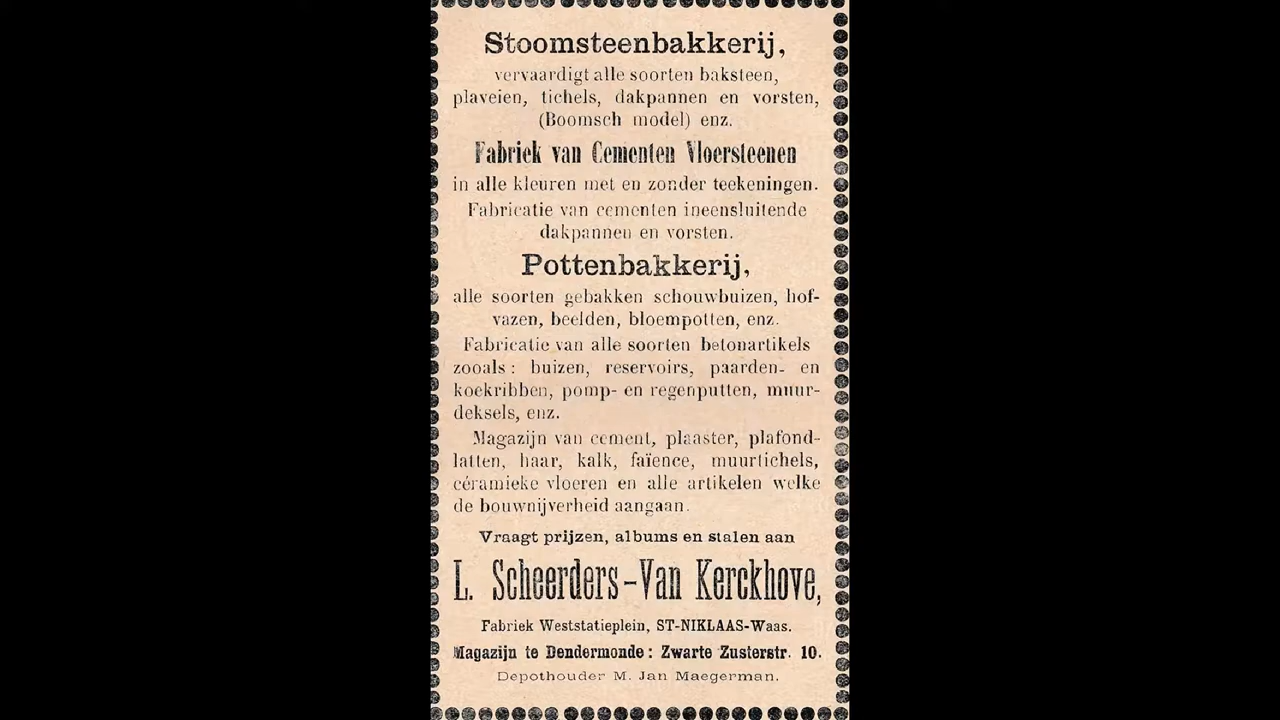 Stoomsteenbakkerij,
vervaardigt alle soorten baksteen,
plaveien, tichels, dakpannen en vorsten,
(Boomsch model) enz.
Fabriek van Cementen Vloersteenen
in alle kleuren met en zonder teekeningen.
Fabricatie van cementen ineensluitende
dakpannen en vorsten.
Pottenbakkerij,
alle soorten gebakken schouwbuizen, hof-
vazen, beelden, bloempotten, enz.
Fabricatie van alle soorten betonartikels
zooals : buizen, reservoirs, paarden- en
koekribben, pomp- en regenputten, muur-
deksels, enz.
Magazijn van cement, plaaster, plafond-
latten, haar, kalk, faïence, muurtichels,
céramieke vloeren en alle artikelen welke
de bouwnijverheid aangaan.
Vraagt prijzen, albums en stalen aan
L. Scheerders-Van Kerckhove,
Fabriek Weststatieplein, ST-NIKLAAS-Waas.
Magazijn te Dendermonde : Zwarte Zusterstr. 10.
Depothouder M. Jan Maegerman.